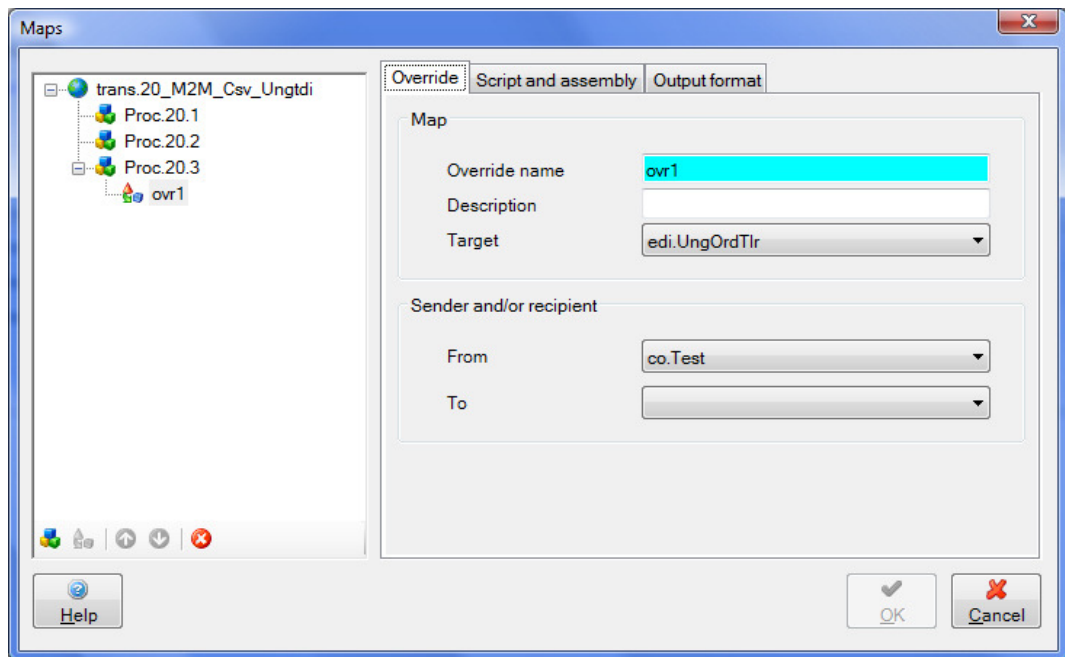 Maps
trans.20_M2M_Csv_Ungtdi
Proc.20.1
Proc.20.2
Proc.20.3
ovr1
Override Script and assembly Output format
Map
Override name ovr1
Description
Target edi.UngOrdTlr
Sender and/or recipient
From co.Test
To
Help
OK
Cancel